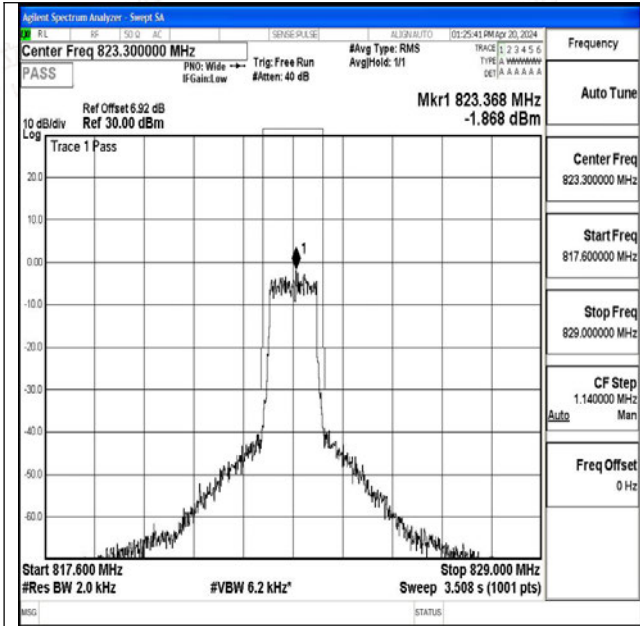 Agilent Spectrum Analyzer - Swept SA
RL RF 50 Ω AC SENSE:PULSE ALIGN AUTO 01:25:41 PM Apr 20, 2024
Center Freq 823.300000 MHz
#Avg Type: RMS
TRACE 1 2 3 4 5 6
Frequency
PASS
PNO: Wide
Trig: Free Run
Avg|Hold: 1/1
TYPE A WWWWW
IFGain:Low
#Atten: 40 dB
DET A A A A A A
Auto Tune
Mkr1 823.368 MHz
Ref Offset 6.92 dB
-1.868 dBm
10 dB/div Ref 30.00 dBm
Log
Trace 1 Pass
Center Freq
823.300000 MHz
20.0
10.0
Start Freq
817.600000 MHz
1
0.00
-10.0
Stop Freq
829.000000 MHz
-20.0
-30.0
CF Step
1.140000 MHz
Auto Man
-40.0
-50.0
Freq Offset
0 Hz
-60.0
Start 817.600 MHz Stop 829.000 MHz
#Res BW 2.0 kHz #VBW 6.2 kHz* Sweep 3.508 s (1001 pts)
MSG STATUS